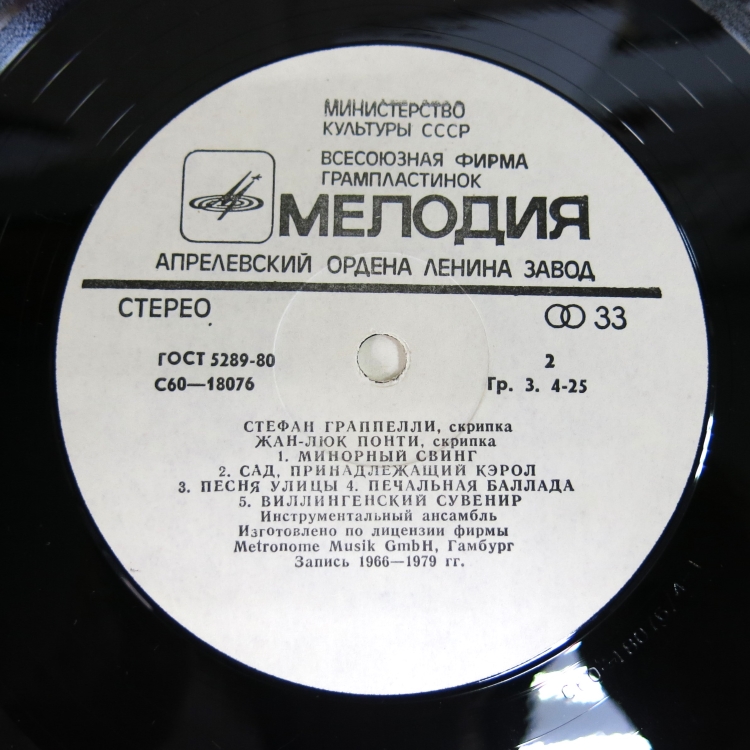 МИНИСТЕРСТВО
КУЛЬТУРЫ СССР
ВСЕСОЮЗНАЯ ФИРМА
ГРАМПЛАСТИНОК
МЕЛОДИЯ
АПРЕЛЕВСКИЙ ОРДЕНА ЛЕНИНА ЗАВОД
СТЕРЕО 33
ГОСТ 5289-80 2
С60—18076 Гр. 3. 4-25
СТЕФАН ГРАППЕЛЛИ, скрипка
ЖАН-ЛЮК ПОНТИ, скрипка
1. МИНОРНЫЙ СВИНГ
2. САД, ПРИНАДЛЕЖАЩИЙ КЭРОЛ
3. ПЕСНЯ УЛИЦЫ 4. ПЕЧАЛЬНАЯ БАЛЛАДА
5. ВИЛЛИНГЕНСКИЙ СУВЕНИР
Инструментальный ансамбль
Изготовлено по лицензии фирмы
Metronome Musik GmbH, Гамбург
Запись 1966—1979 гг.